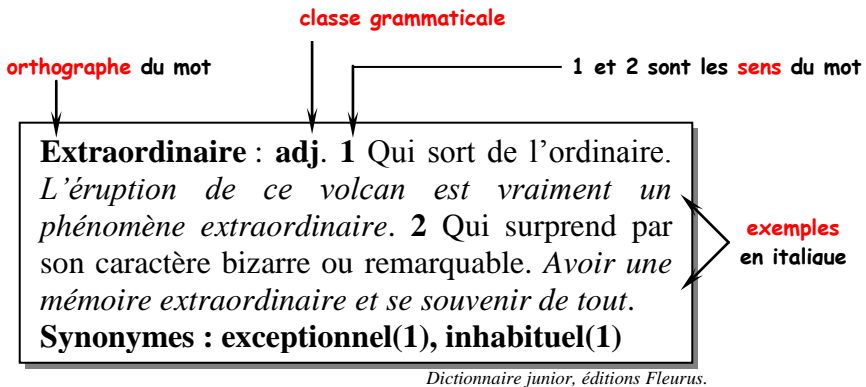 classe grammaticale
orthographe du mot
1 et 2 sont les sens du mot
Extraordinaire : adj. 1 Qui sort de l'ordinaire.
L'éruption de ce volcan est vraiment un
phénomène extraordinaire. 2 Qui surprend par
son caractère bizarre ou remarquable. Avoir une
mémoire extraordinaire et se souvenir de tout.
Synonymes : exceptionnel(1), inhabituel(1)
exemples
en italique
Dictionnaire junior, éditions Fleurus.